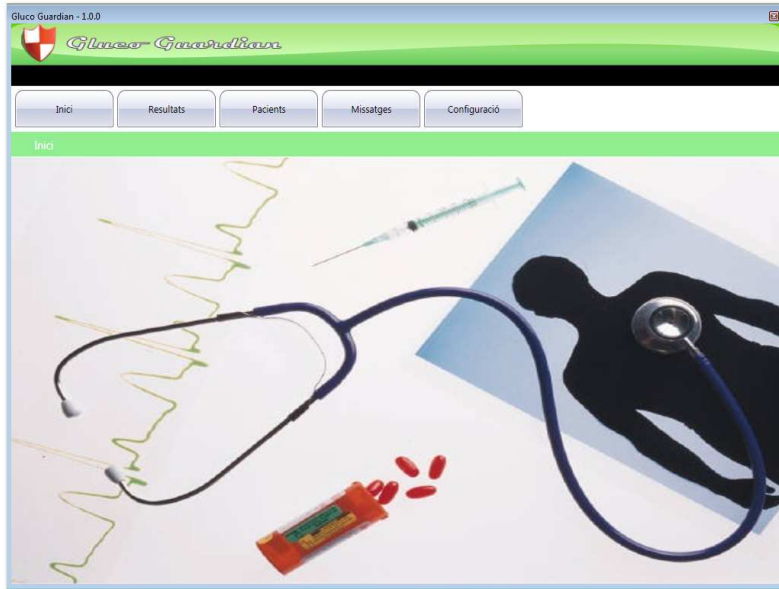 Gluco Guardian - 1.0.0
Gluco Guardian
Inici Resultats Pacients Missatges Configuració
Inici